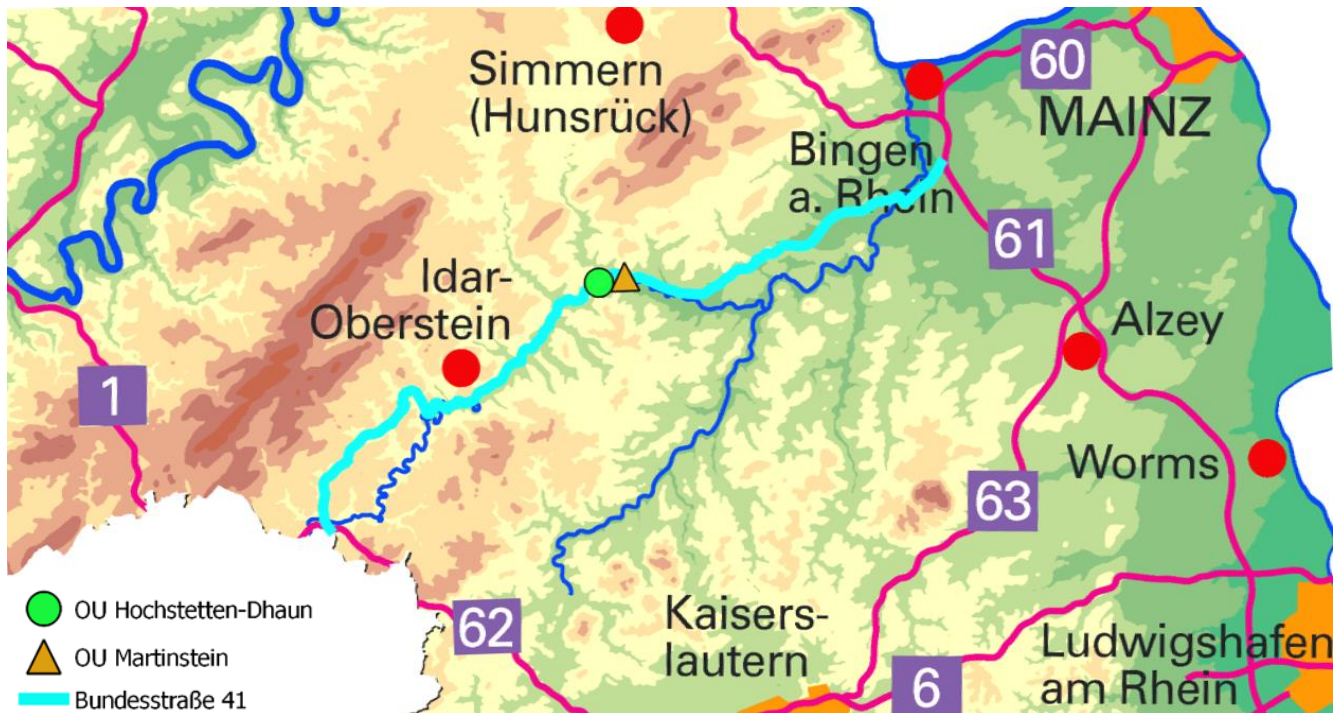 Simmern
(Hunsrück)
60
MAINZ
Bingen
a. Rhein
61
Idar-
Oberstein
Alzey
1
Worms
63
62
Kaisers-
lautern
6
Ludwigshafen
am Rhein
OU Hochstetten-Dhaun
OU Martinstein
Bundesstraße 41